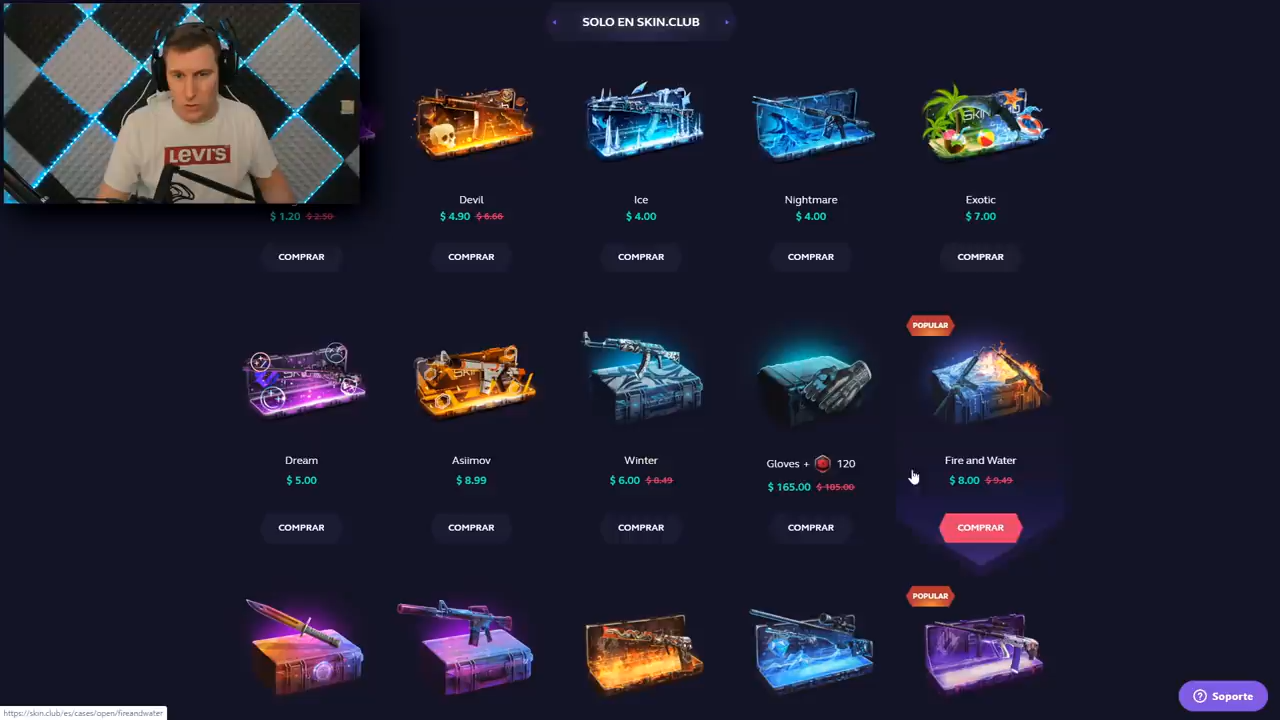 SOLO EN SKIN.CLUB
LEVI'S
Devil
Ice
Nightmare
Exotic
$ 1.20 $ 2.50
$ 4.90 $ 6.66
$ 4.00
$ 4.00
$ 7.00
COMPRAR
COMPRAR
COMPRAR
COMPRAR
COMPRAR
POPULAR
Dream
Asiimov
Winter
Gloves + 120
Fire and Water
$ 5.00
$ 8.99
$ 6.00 $ 8.49
$ 165.00 $ 185.00
$ 8.00 $ 9.49
COMPRAR
COMPRAR
COMPRAR
COMPRAR
COMPRAR
POPULAR
Soporte
https://skin.club/es/cases/open/fireandwater